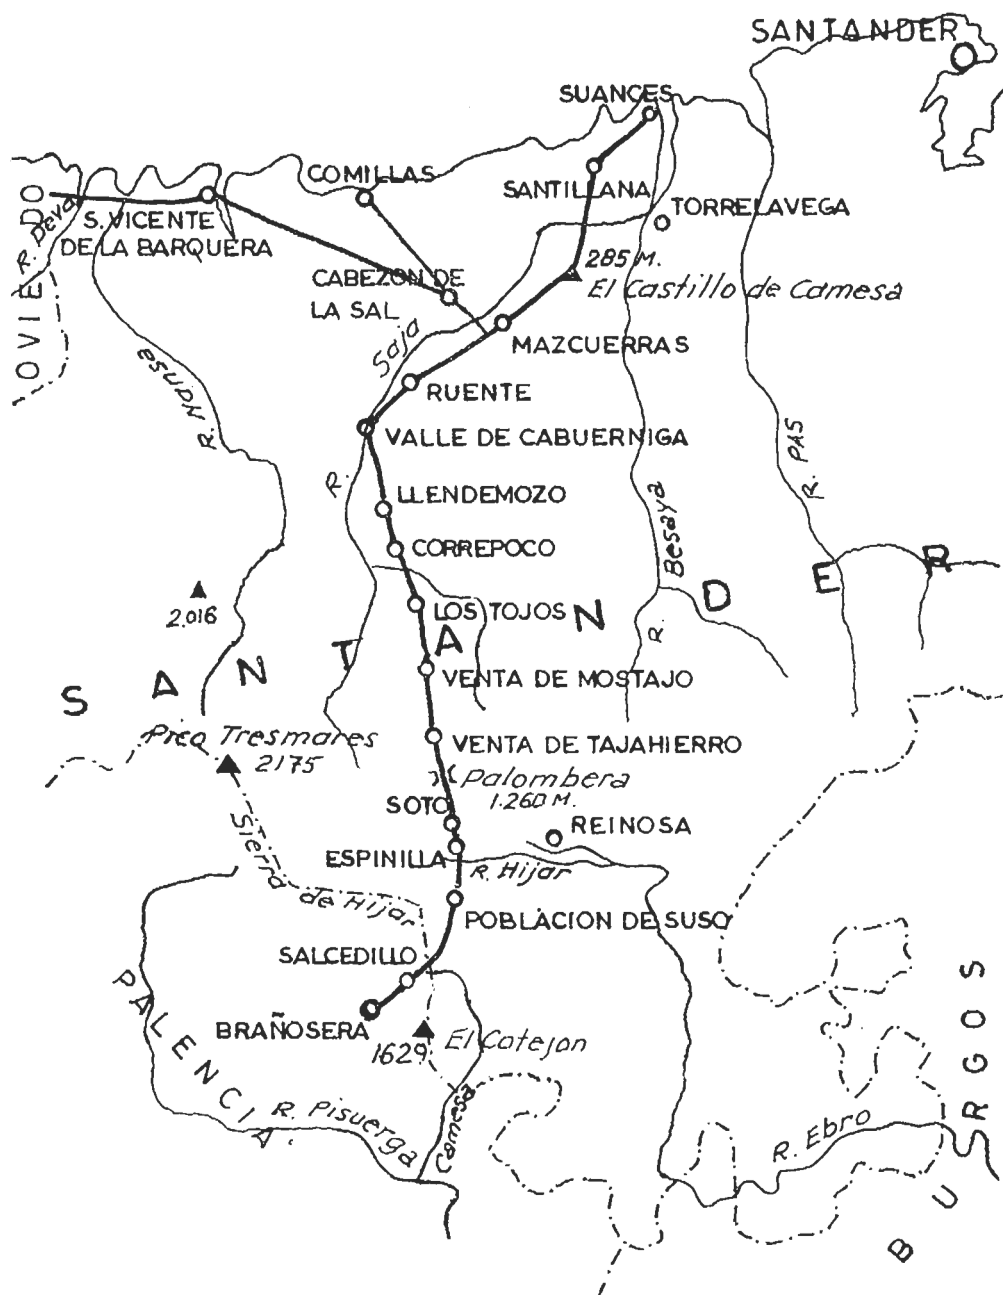 SANTANDER
SUANCES
COMILLAS
SANTILLANA
TORRELAVEGA
OVIEDO
R. Deva
S. VICENTE
DE LA BARQUERA
285 M.
El Castillo de Camesa
CABEZON DE
LA SAL
Saja
MAZCUERRAS
RUENTE
R. NANSA
VALLE DE CABUERNIGA
R. PAS
R.
LLENDEMOZO
Besaya
CORREPOCO
2.016
LOS TOJOS
R.
SANTANDER
VENTA DE MOSTAJO
Pico Tresmares
2175
VENTA DE TAJAHIERRO
Palombera
1.260 M.
SOTO
REINOSA
ESPINILLA
R. Hijar
Sierra de Hijar
POBLACION DE SUSO
SALCEDILLO
PALENCIA
BRAÑOSERA
1629
El Cotejon
R. Pisuerga
Camesa
R. Ebro
BURGOS